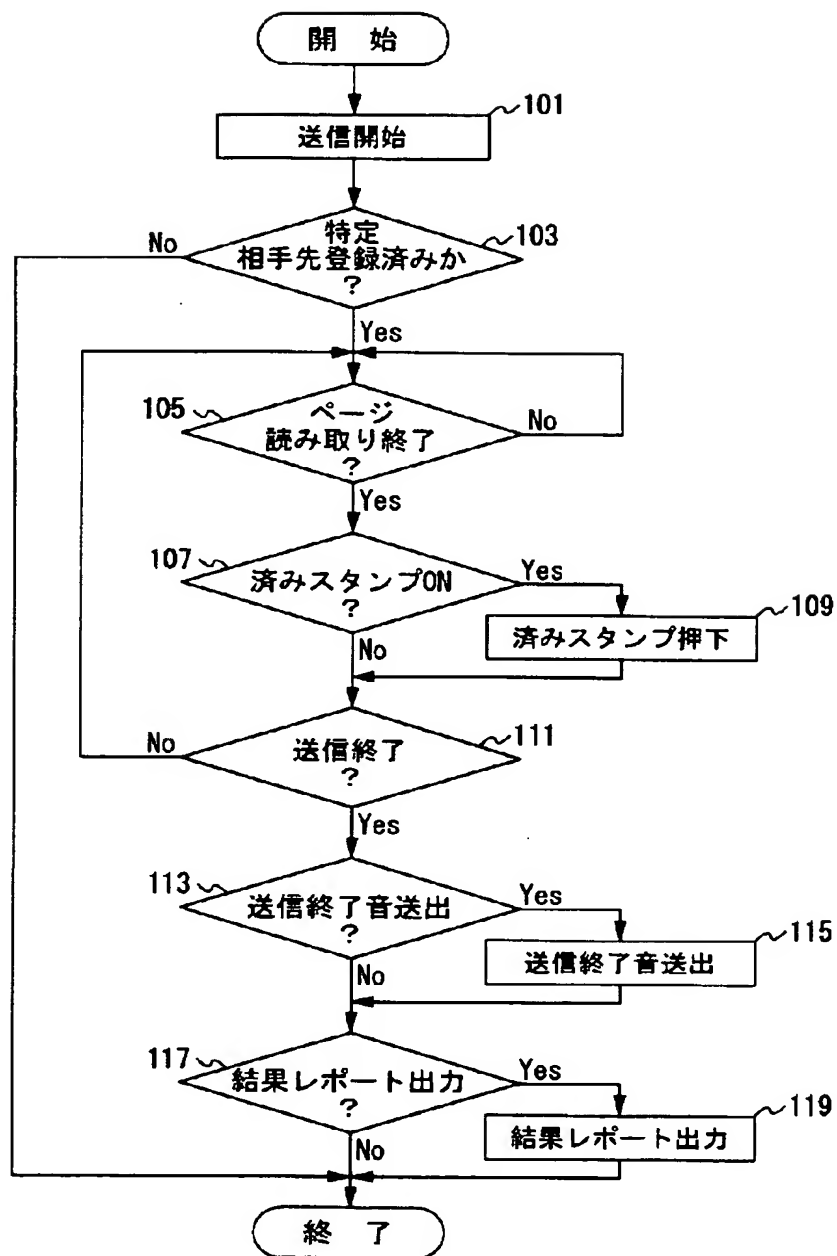 開 始
101
送信開始
特定
相手先登録済みか
?
103
No
Yes
105
ページ
読み取り終了
?
No
Yes
107
済みスタンプON
?
Yes
109
済みスタンプ押下
No
111
送信終了
?
No
Yes
113
送信終了音送出
?
Yes
115
送信終了音送出
No
117
結果レポート出力
?
Yes
119
結果レポート出力
No
終 了